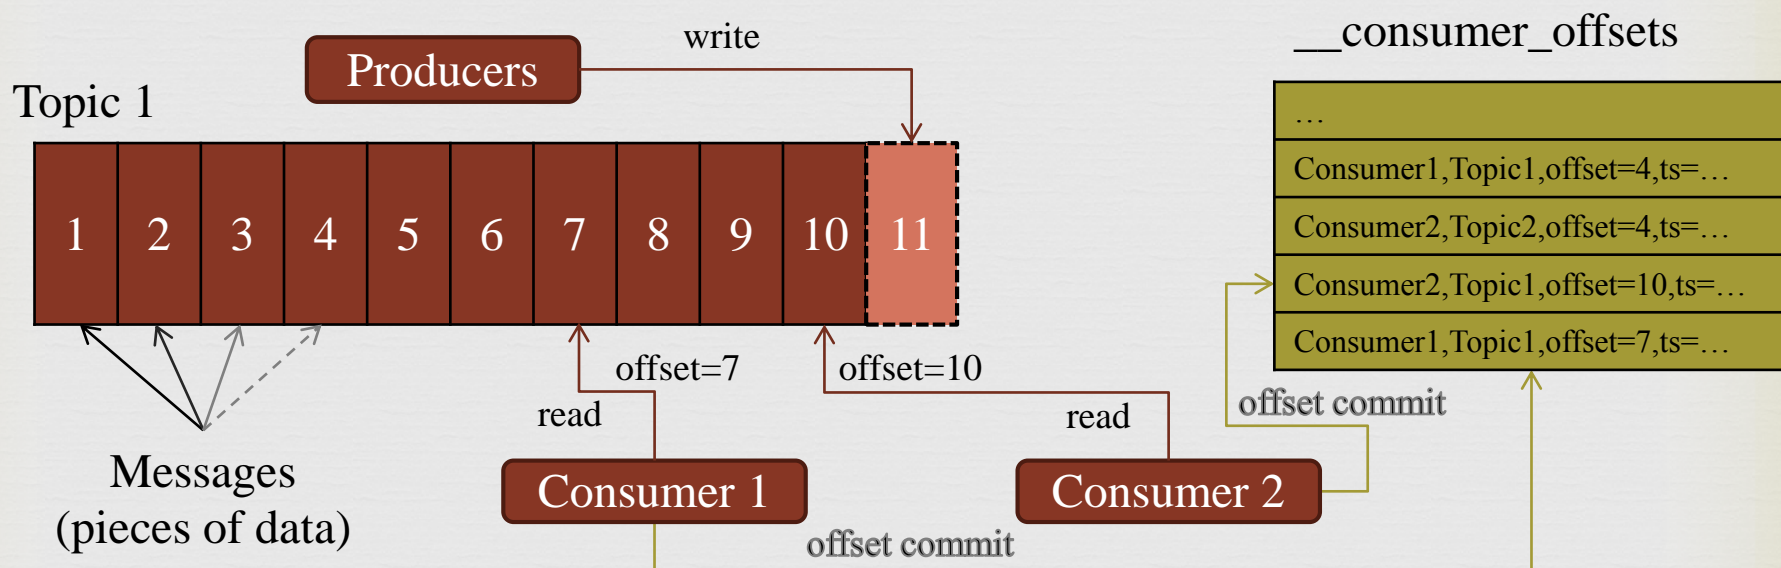 write
__consumer_offsets
Producers
Topic 1
…
Consumer1,Topic1,offset=4,ts=…
1 2 3 4 5 6 7 8 9 10 11
Consumer2,Topic2,offset=4,ts=…
Consumer2,Topic1,offset=10,ts=…
Consumer1,Topic1,offset=7,ts=…
offset=7
offset=10
read
read
offset commit
Messages
(pieces of data)
Consumer 1
Consumer 2
offset commit